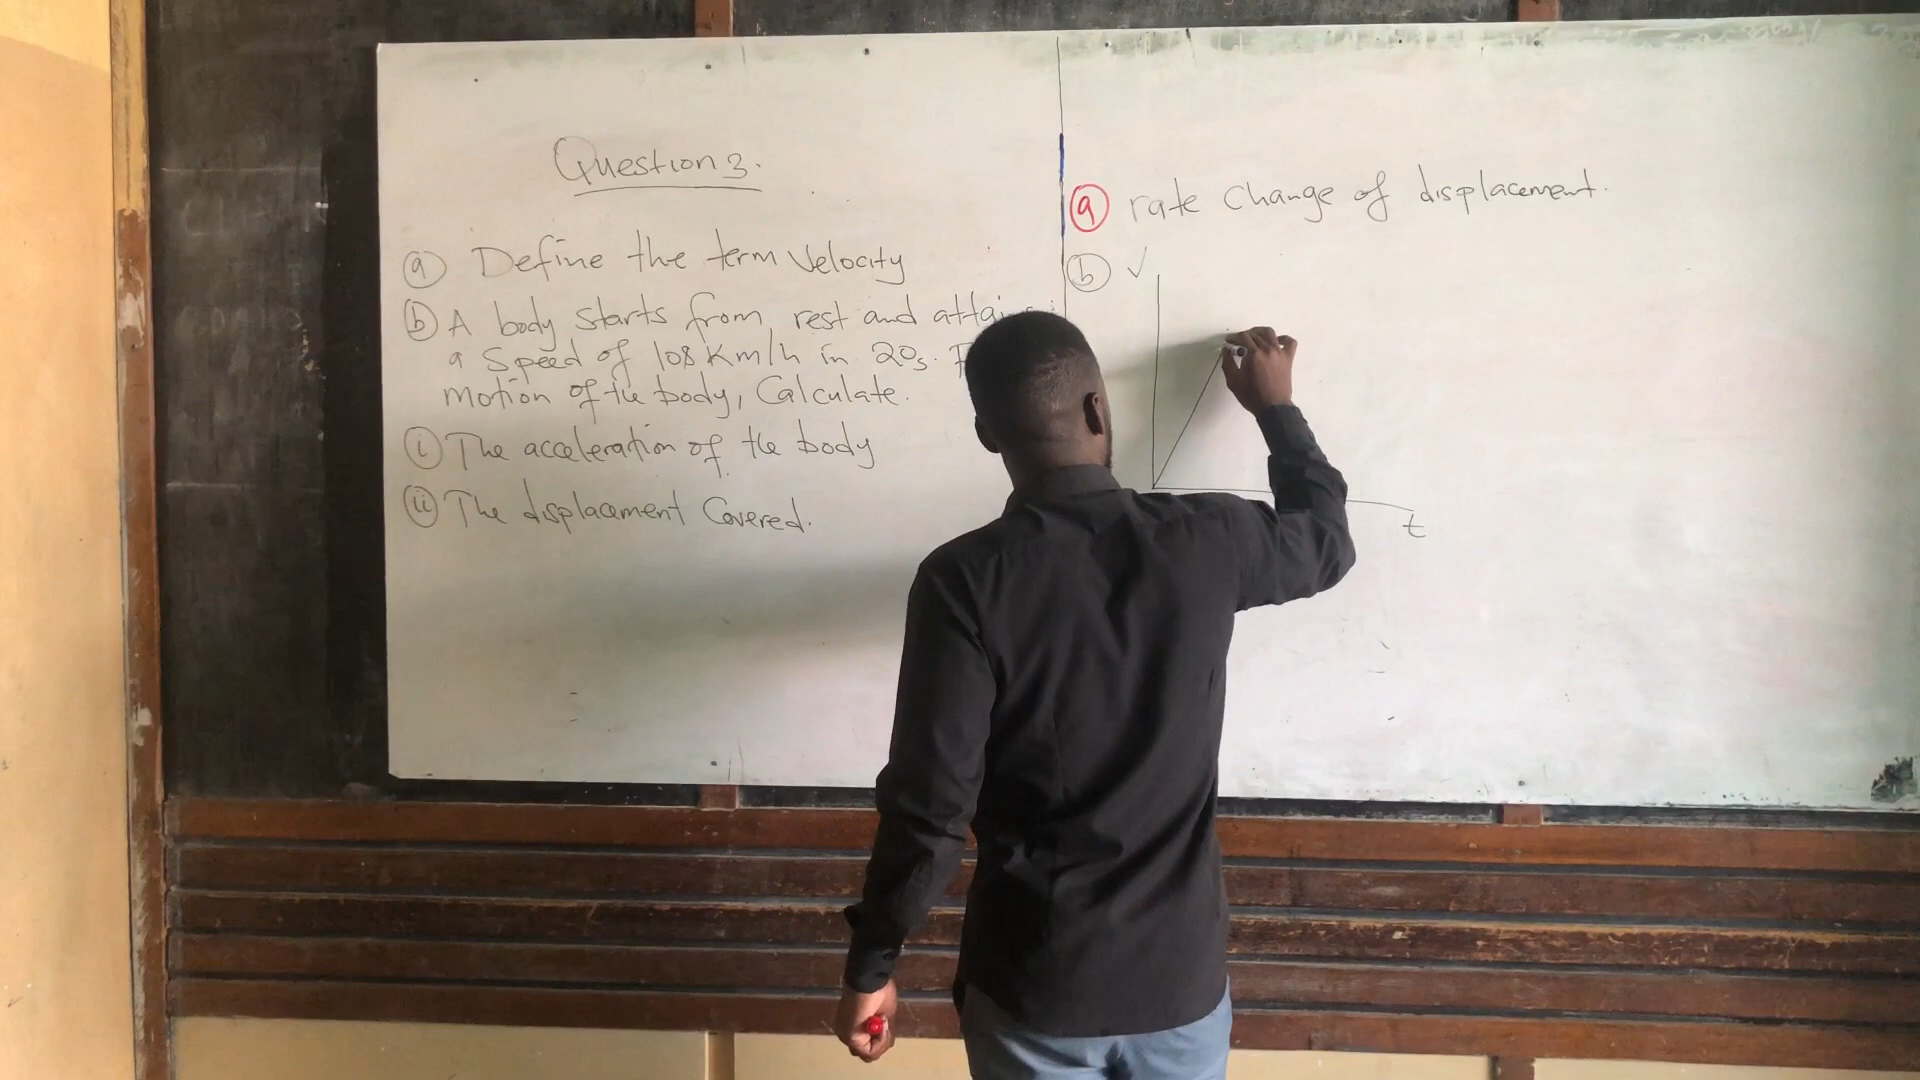 Question 3.
(a) Define the term Velocity
(b) A body starts from rest and
a Speed of 108 Km/h in 20s.
motion of the body, Calculate.
(i) The acceleration of the body
(ii) The displacement Covered.
(a) rate change of displacement.
(b) V
t